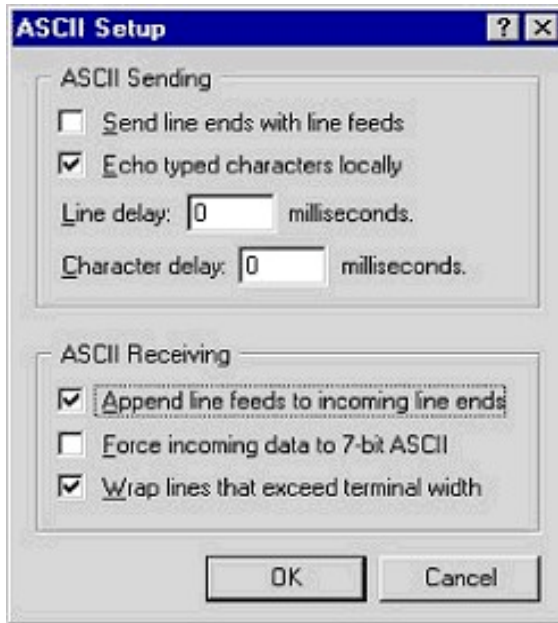 ASCII Setup
ASCII Sending
Send line ends with line feeds
Echo typed characters locally
Line delay: 0 milliseconds.
Character delay: 0 milliseconds.
ASCII Receiving
Append line feeds to incoming line ends
Force incoming data to 7-bit ASCII
Wrap lines that exceed terminal width
OK Cancel